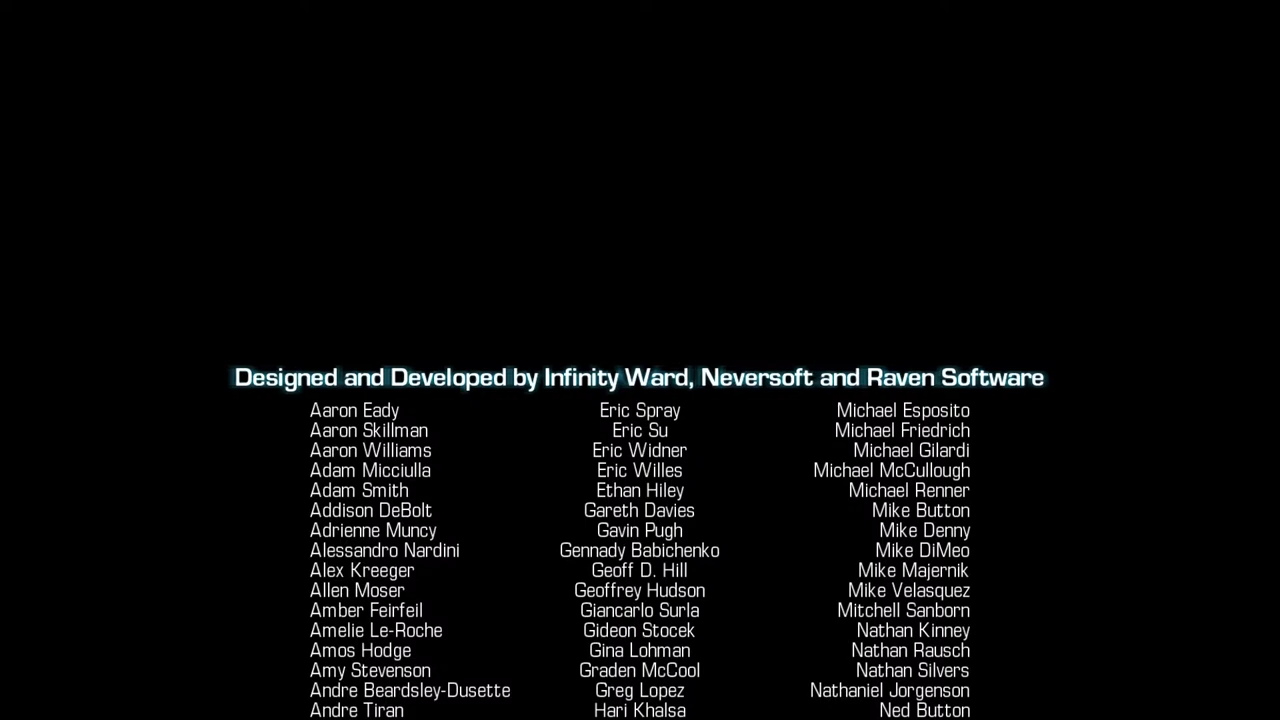 Designed and Developed by Infinity Ward, Neversoft and Raven Software
Aaron Eady Eric Spray Michael Esposito
Aaron Skillman Eric Su Michael Friedrich
Aaron Williams Eric Widner Michael Gilardi
Adam Micciulla Eric Willes Michael McCullough
Adam Smith Ethan Hiley Michael Renner
Addison DeBolt Gareth Davies Mike Button
Adrienne Muncy Gavin Pugh Mike Denny
Alessandro Nardini Gennady Babichenko Mike DiMeo
Alex Kreeger Geoff D. Hill Mike Majernik
Allen Moser Geoffrey Hudson Mike Velasquez
Amber Feirfeil Giancarlo Surla Mitchell Sanborn
Amelie Le-Roche Gideon Stocek Nathan Kinney
Amos Hodge Gina Lohman Nathan Rausch
Amy Stevenson Graden McCool Nathan Silvers
Andre Beardsley-Dusette Greg Lopez Nathaniel Jorgenson
Andre Tiran Hari Khalsa Ned Button